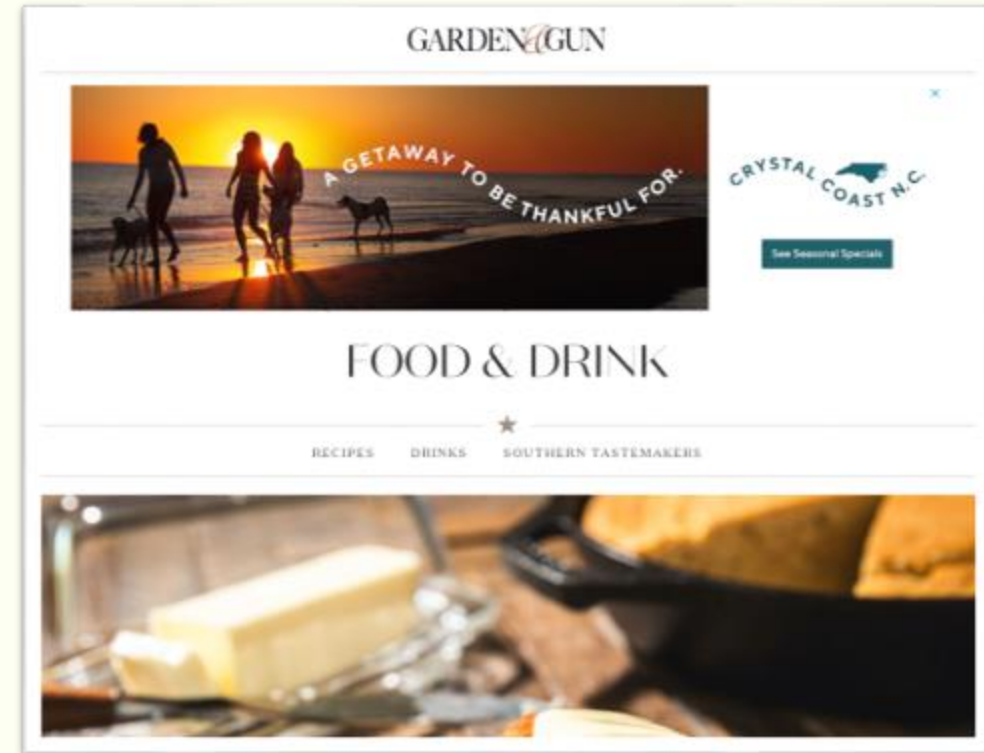 GARDEN & GUN
A GETAWAY TO BE THANKFUL FOR.
CRYSTAL COAST N.C.
See Seasonal Specials
FOOD & DRINK
RECIPES DRINKS SOUTHERN TASTEMAKERS